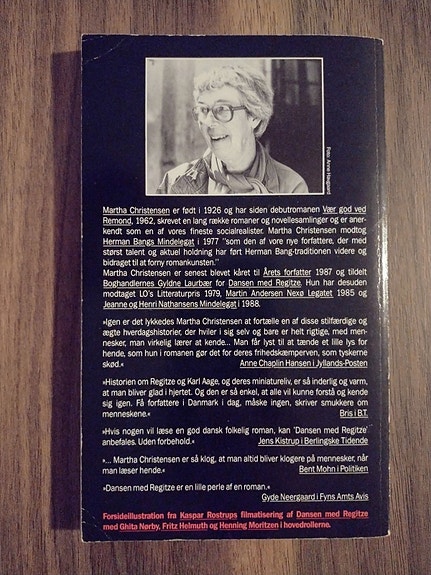 Foto: Anne Haugaard
Martha Christensen er født i 1926 og har siden debutromanen Vær god ved
Remond, 1962, skrevet en lang række romaner og novellesamlinger og er aner-
kendt som en af vores fineste socialrealister. Martha Christensen modtog
Herman Bangs Mindelegat i 1977 "som den af vore nye forfattere, der med
størst talent og aktuel holdning har ført Herman Bang-traditionen videre og
bidraget til at forny romankunsten."
Martha Christensen er senest blevet kåret til Årets forfatter 1987 og tildelt
Boghandlernes Gyldne Laurbær for Dansen med Regitze. Hun har desuden
modtaget LO's Litteraturpris 1979, Martin Andersen Nexø Legatet 1985 og
Jeanne og Henri Nathansens Mindelegat i 1988.
»Igen er det lykkedes Martha Christensen at fortælle en af disse stilfærdige og
ægte hverdagshistorier, der hviler i sig selv og bare er helt rigtige, med men-
nesker, man virkelig lærer at kende... Man får lyst til at tænde et lille lys for
hende, som hun i romanen gør det for deres frihedskæmperven, som tyskerne
skød.«
Anne Chaplin Hansen i Jyllands-Posten
»Historien om Regitze og Karl Aage, og deres miniatureliv, er så inderlig og varm,
at man bliver glad i hjertet. Og den er så enkel, at alle vil kunne forstå og kende
sig igen. Få forfattere i Danmark i dag, måske ingen, skriver smukkere om
menneskene.«
Bris i B.T.
»Hvis nogen vil læse en god dansk folkelig roman, kan 'Dansen med Regitze'
anbefales. Uden forbehold.«
Jens Kistrup i Berlingske Tidende
»... Martha Christensen er så klog, at man altid bliver klogere på mennesker, når
man læser hende.«
Bent Mohn i Politiken
»Dansen med Regitze er en lille perle af en roman.«
Gyde Neergaard i Fyns Amts Avis
Forsideillustration fra Kaspar Rostrups filmatisering af Dansen med Regitze
med Ghita Nørby, Fritz Helmuth og Henning Moritzen i hovedrollerne.